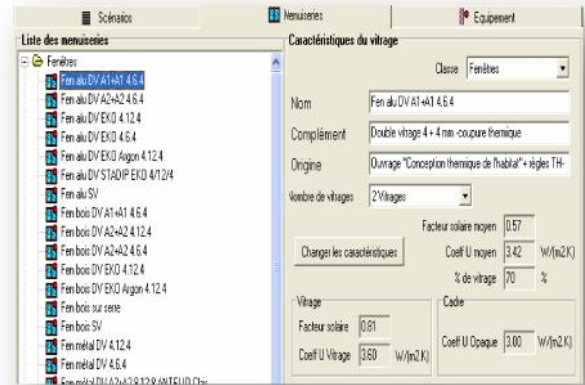 Scénarios
Menuiseries
Equipement
Liste des menuiseries
Fenêtres
Fen alu DV A1+A1 4.6.4
Fen alu DV A2+A2 4.6.4
Fen alu DV EKO 4.12.4
Fen alu DV EKO 4.6.4
Fen alu DV EKO Argon 4.12.4
Fen alu DV STADIP EKO 4/12/4
Fen alu SV
Fen bois DV A1+A1 4.6.4
Fen bois DV A2+A2 4.12.4
Fen bois DV A2+A2 4.6.4
Fen bois DV EKO 4.12.4
Fen bois DV EKO Argon 4.12.4
Fen bois sur serre
Fen bois SV
Fen métal DV 4.12.4
Fen métal DV 4.6.4
Fen métal DV A2+A2 8.12.8
Caractéristiques du vitrage
Classe Fenêtres
Nom Fen alu DV A1+A1 4.6.4
Complément Double vitrage 4 + 4 mm -coupure thermique
Origine Ouvrage "Conception thermique de l'habitat"+ règles TH-
Nombre de vitrages 2 Vitrages
Facteur solaire moyen 0.57
Changer les caractéristiques
Coeff U moyen 3.42 W/(m2.K)
% de vitrage 70 %
Vitrage
Facteur solaire 0.81
Coeff U Vitrage 3.60 W/(m2.K)
Cadre
Coeff U Opaque 3.00 W/(m2.K)